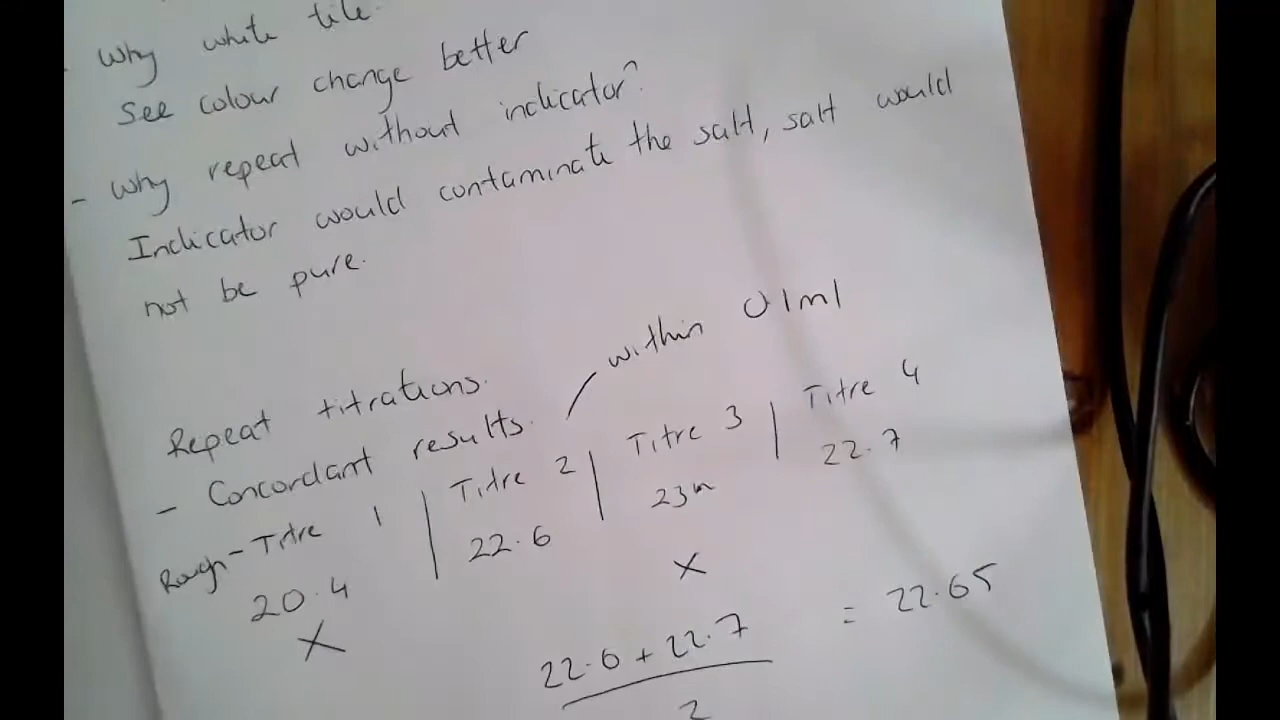 - Why white tile.
See colour change better
- Why repeat without indicator?
Indicator would contaminate the salt, salt would
not be pure.
Repeat titrations.
- Concordant results. within 0.1ml
Rough - Titre 1 | Titre 2 | Titre 3 | Titre 4
20.4 22.6 23 22.7
X X
22.6 + 22.7 = 22.65
2